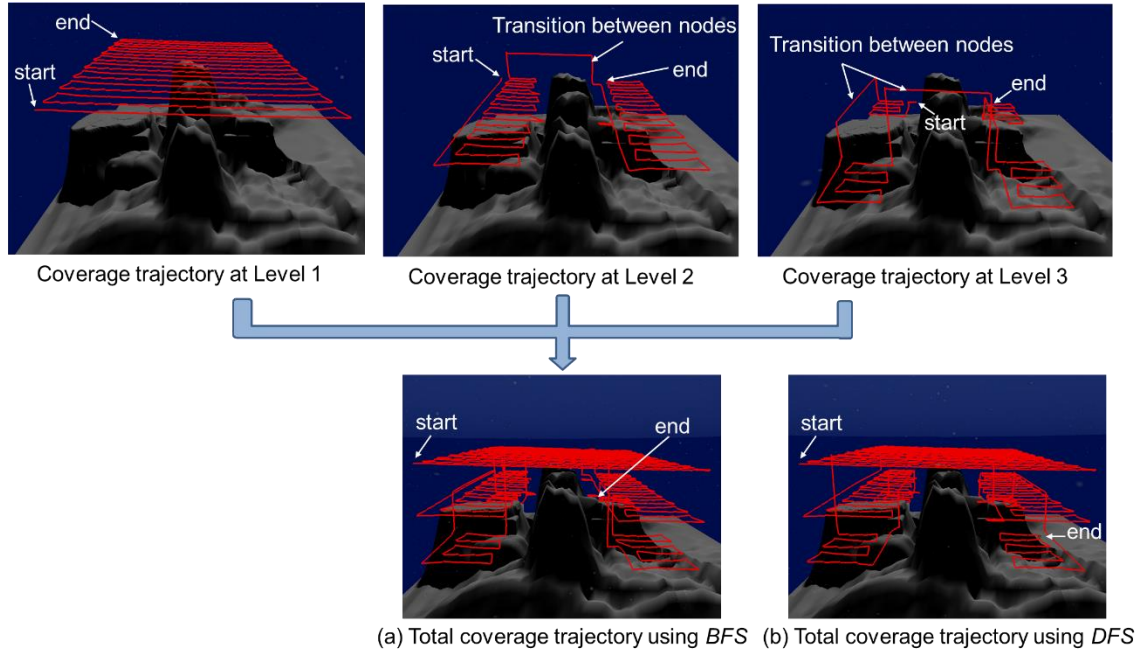 end
start
Coverage trajectory at Level 1
Transition between nodes
start
end
Coverage trajectory at Level 2
Transition between nodes
end
start
Coverage trajectory at Level 3
start
end
(a) Total coverage trajectory using BFS
start
end
(b) Total coverage trajectory using DFS